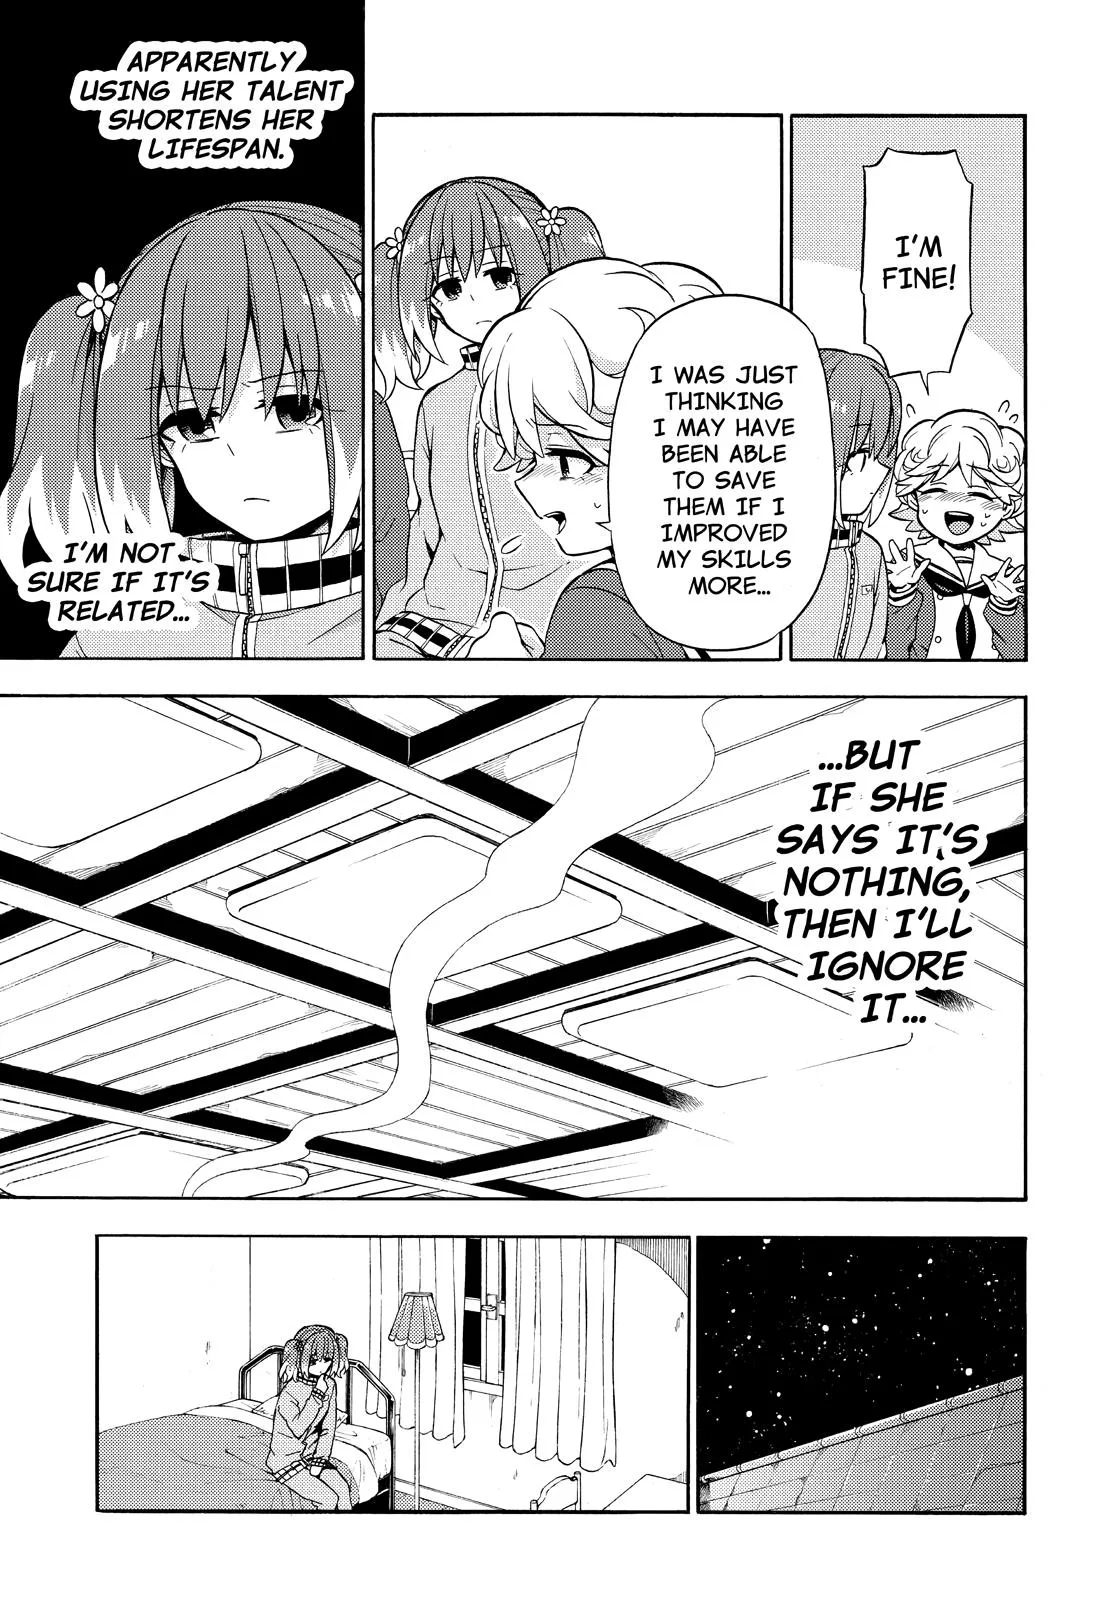 I'M
FINE!
I WAS JUST
THINKING
I MAY HAVE
BEEN ABLE
TO SAVE
THEM IF I
IMPROVED
MY SKILLS
MORE...
APPARENTLY
USING HER TALENT
SHORTENS HER
LIFESPAN.
I'M NOT
SURE IF IT'S
RELATED...
...BUT
IF SHE
SAYS IT'S
NOTHING,
THEN I'LL
IGNORE
IT...